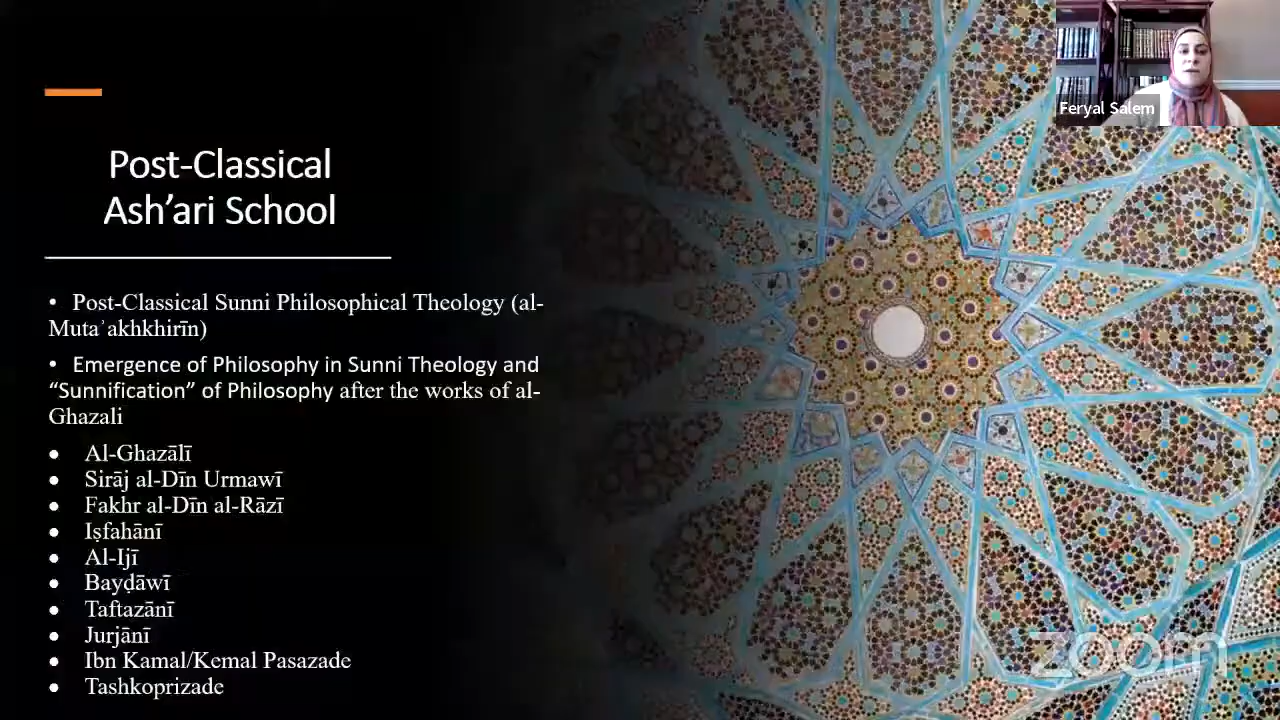 Feryal Salem
Post-Classical
Ash’ari School
• Post-Classical Sunni Philosophical Theology (al-
Mutaʾakhkhirīn)
• Emergence of Philosophy in Sunni Theology and
“Sunnification” of Philosophy after the works of al-
Ghazali
• Al-Ghazālī
• Sirāj al-Dīn Urmawī
• Fakhr al-Dīn al-Rāzī
• Iṣfahānī
• Al-Ijī
• Bayḍāwī
• Taftazānī
• Jurjānī
• Ibn Kamal/Kemal Pasazade
• Tashkoprizade
zoom